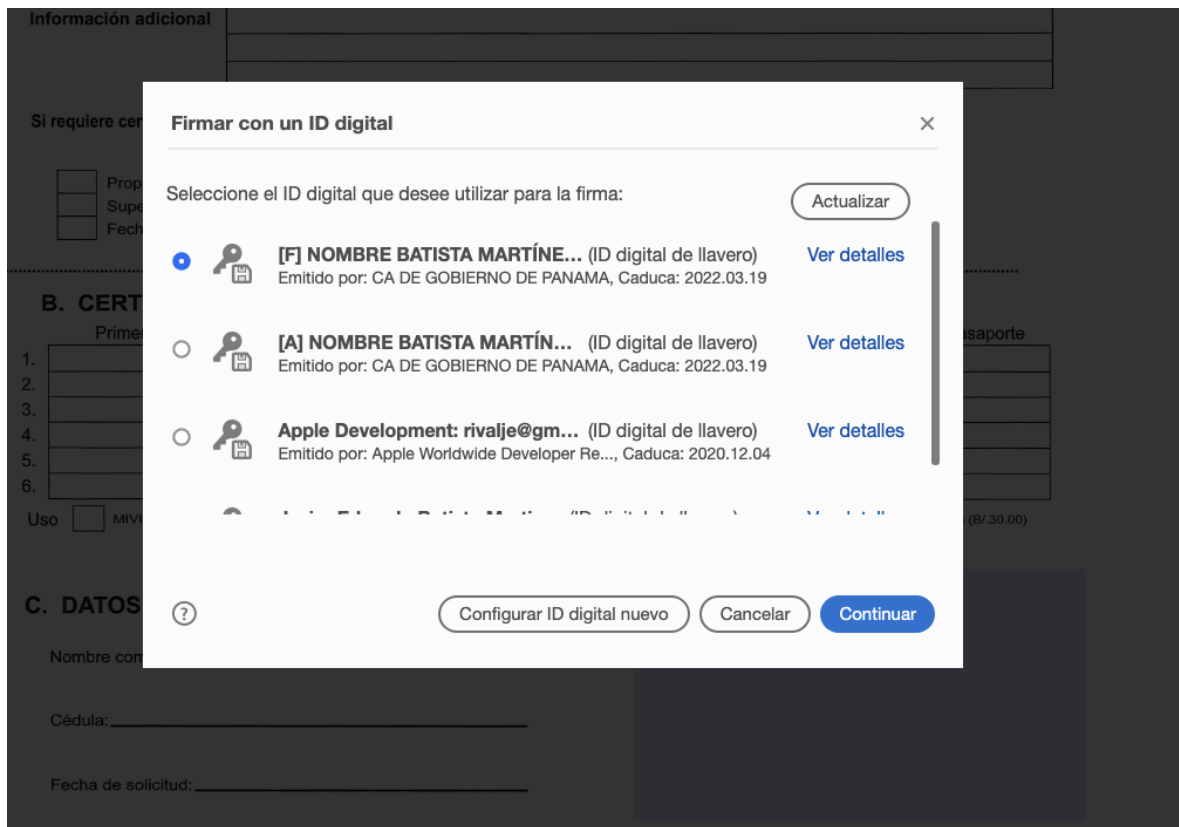 Información adicional
Si requiere cer
Firmar con un ID digital
Prop
Supe
Fech
Seleccione el ID digital que desee utilizar para la firma:
Actualizar
[F] NOMBRE BATISTA MARTÍNE... (ID digital de llavero)
Ver detalles
Emitido por: CA DE GOBIERNO DE PANAMA, Caduca: 2022.03.19
B. CERT
Primer
asaporte
[A] NOMBRE BATISTA MARTÍN... (ID digital de llavero)
Ver detalles
Emitido por: CA DE GOBIERNO DE PANAMA, Caduca: 2022.03.19
1.
2.
3.
4.
5.
6.
Apple Development: rivalje@gm... (ID digital de llavero)
Ver detalles
Emitido por: Apple Worldwide Developer Re..., Caduca: 2020.12.04
Uso
MIVI
(B/.30.00)
C. DATOS
?
Configurar ID digital nuevo
Cancelar
Continuar
Nombre com
Cédula:
Fecha de solicitud: